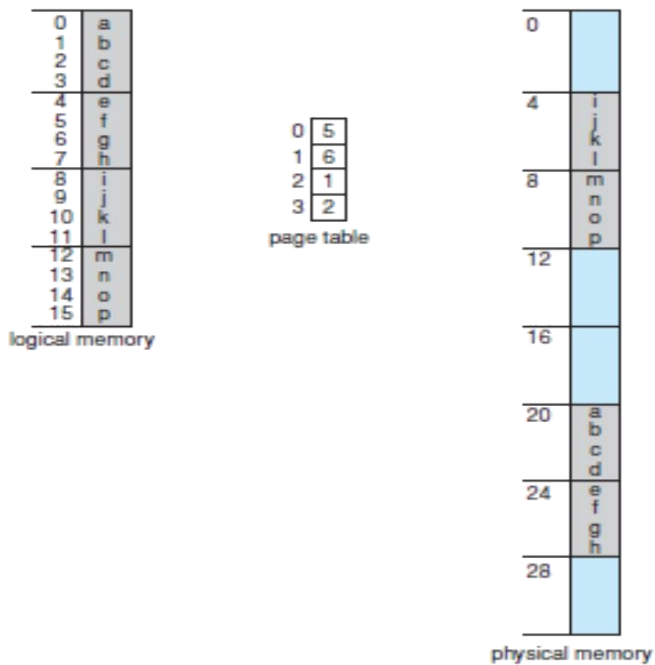 0 a
1 b
2 c
3 d
4 e
5 f
6 g
7 h
8 i
9 j
10 k
11 l
12 m
13 n
14 o
15 p
logical memory
0 5
1 6
2 1
3 2
page table
0
4 i
j
k
l
8 m
n
o
p
12
16
20 a
b
c
d
24 e
f
g
h
28
physical memory